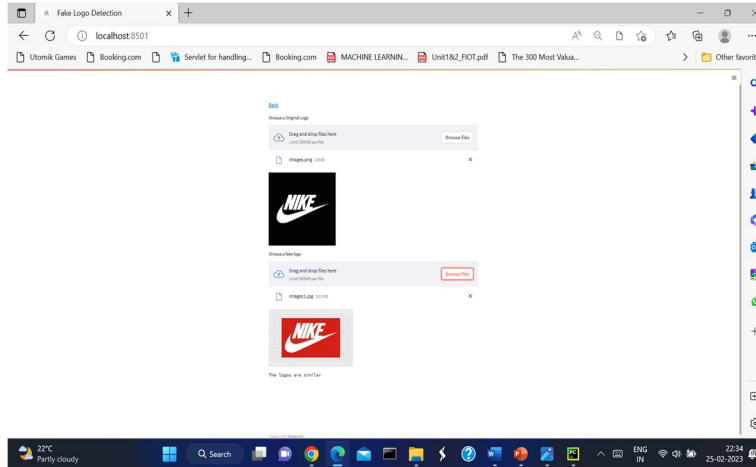 Fake Logo Detection
localhost:8501
Utomik Games
Booking.com
Servlet for handling...
Booking.com
MACHINE LEARNIN...
Unit1&2_FIOT.pdf
The 300 Most Valua...
Other favorit
Back
Choose a Original Logo
Drag and drop files here
Limit 200MB per file
Browse files
images.png
NIKE
Choose a fake logo
Drag and drop files here
Limit 200MB per file
Browse files
images1.jpg
NIKE
The logos are similar
22°C
Partly cloudy
Search
ENG
IN
22:34
25-02-2023